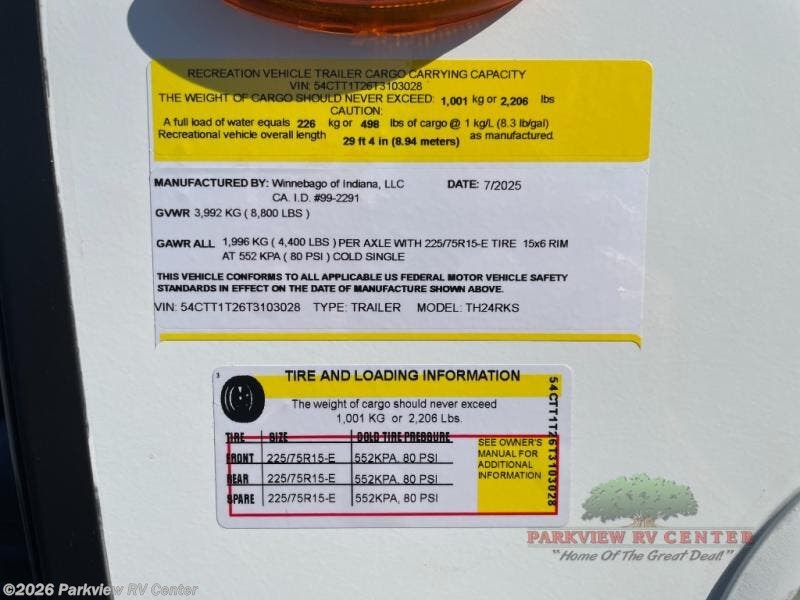 RECREATION VEHICLE TRAILER CARGO CARRYING CAPACITY
VIN: 54CTT1T26T3103028
THE WEIGHT OF CARGO SHOULD NEVER EXCEED: 1,001 kg or 2,206 lbs
CAUTION:
A full load of water equals 226 kg or 498 lbs of cargo @ 1 kg/L (8.3 lb/gal)
Recreational vehicle overall length 29 ft 4 in (8.94 meters) as manufactured.
MANUFACTURED BY: Winnebago of Indiana, LLC DATE: 7/2025
CA. I.D. #99-2291
GVWR 3,992 KG ( 8,800 LBS )
GAWR ALL 1,996 KG ( 4,400 LBS ) PER AXLE WITH 225/75R15-E TIRE 15x6 RIM
AT 552 KPA ( 80 PSI ) COLD SINGLE
THIS VEHICLE CONFORMS TO ALL APPLICABLE US FEDERAL MOTOR VEHICLE SAFETY
STANDARDS IN EFFECT ON THE DATE OF MANUFACTURE SHOWN ABOVE.
VIN: 54CTT1T26T3103028 TYPE: TRAILER MODEL: TH24RKS
3
TIRE AND LOADING INFORMATION
The weight of cargo should never exceed
1,001 KG or 2,206 Lbs.
TIRE SIZE COLD TIRE PRESSURE
FRONT 225/75R15-E 552KPA, 80 PSI
REAR 225/75R15-E 552KPA, 80 PSI
SPARE 225/75R15-E 552KPA, 80 PSI
SEE OWNER'S
MANUAL FOR
ADDITIONAL
INFORMATION
54CTT1T26T3103028
PARKVIEW RV CENTER
"Home Of The Great Deal!"
©2026 Parkview RV Center